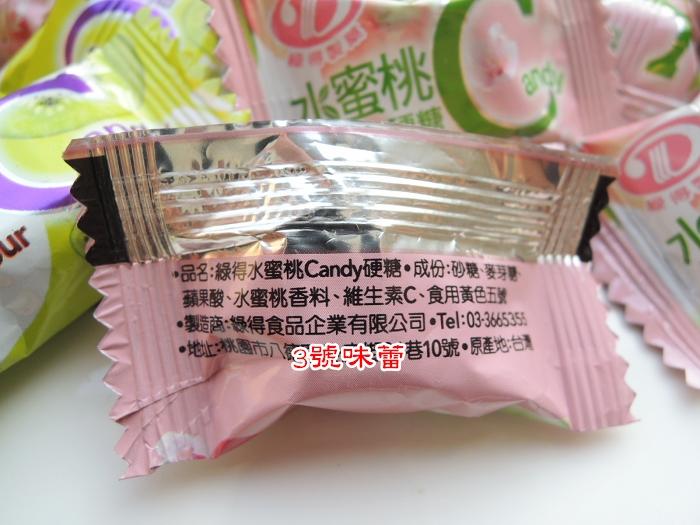 水蜜桃
C
andy
硬糖
our
水
•品名:綠得水蜜桃Candy硬糖•成份:砂糖、麥芽糖、
蘋果酸、水蜜桃香料、維生素C、食用黃色五號
•製造商:綠得食品企業有限公司•Tel:03-3665355
•地址:桃園市八 巷10號•原產地:台灣
3號味蕾